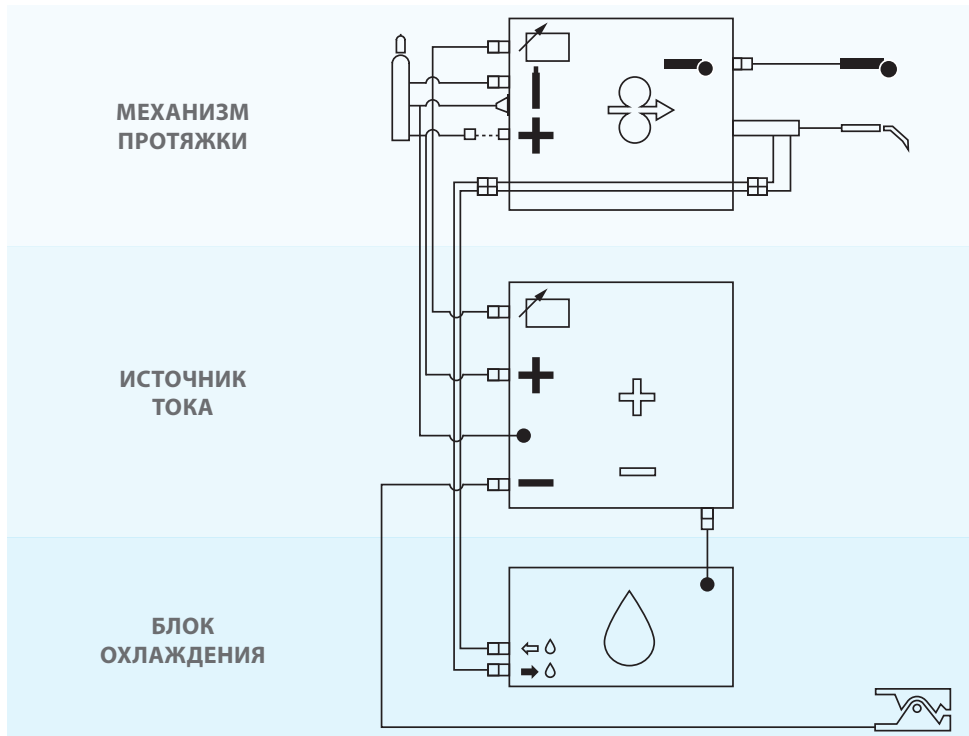 МЕХАНИЗМ
ПРОТЯЖКИ
ИСТОЧНИК
ТОКА
БЛОК
ОХЛАЖДЕНИЯ